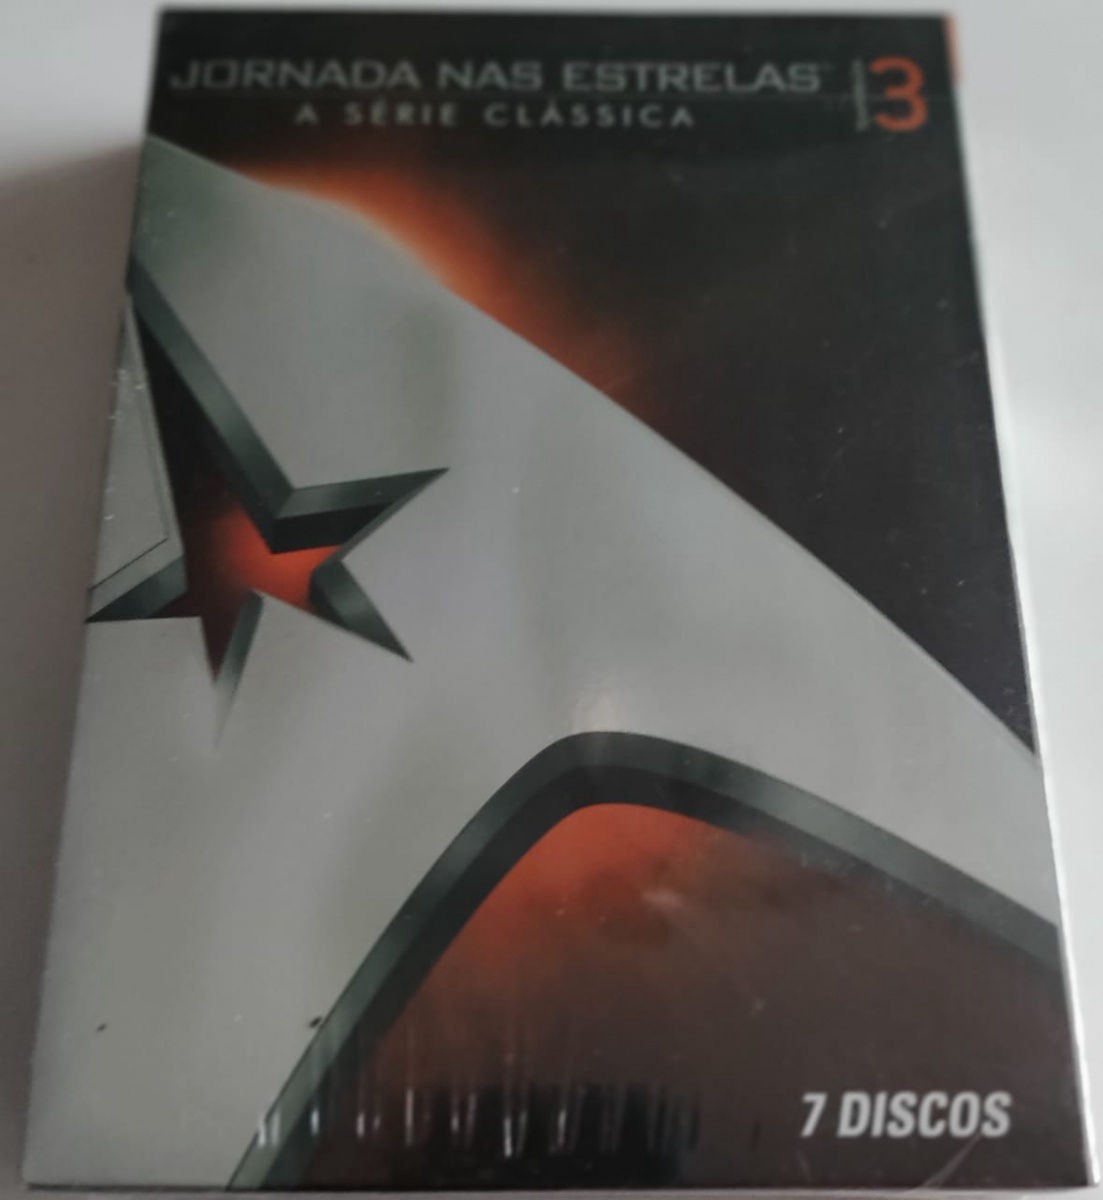 JORNADA NAS ESTRELAS
A SÉRIE CLÁSSICA
3
7 DISCOS